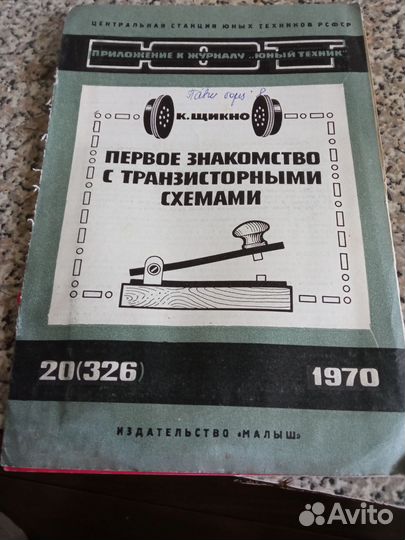 ЦЕНТРАЛЬНАЯ СТАНЦИЯ ЮНЫХ ТЕХНИКОВ РСФСР
ПРИЛОЖЕНИЕ К ЖУРНАЛУ „ЮНЫЙ ТЕХНИК"
К. ЩИКНО
ПЕРВОЕ ЗНАКОМСТВО
С ТРАНЗИСТОРНЫМИ
СХЕМАМИ
20(326) 1970
ИЗДАТЕЛЬСТВО «МАЛЫШ»
Avito